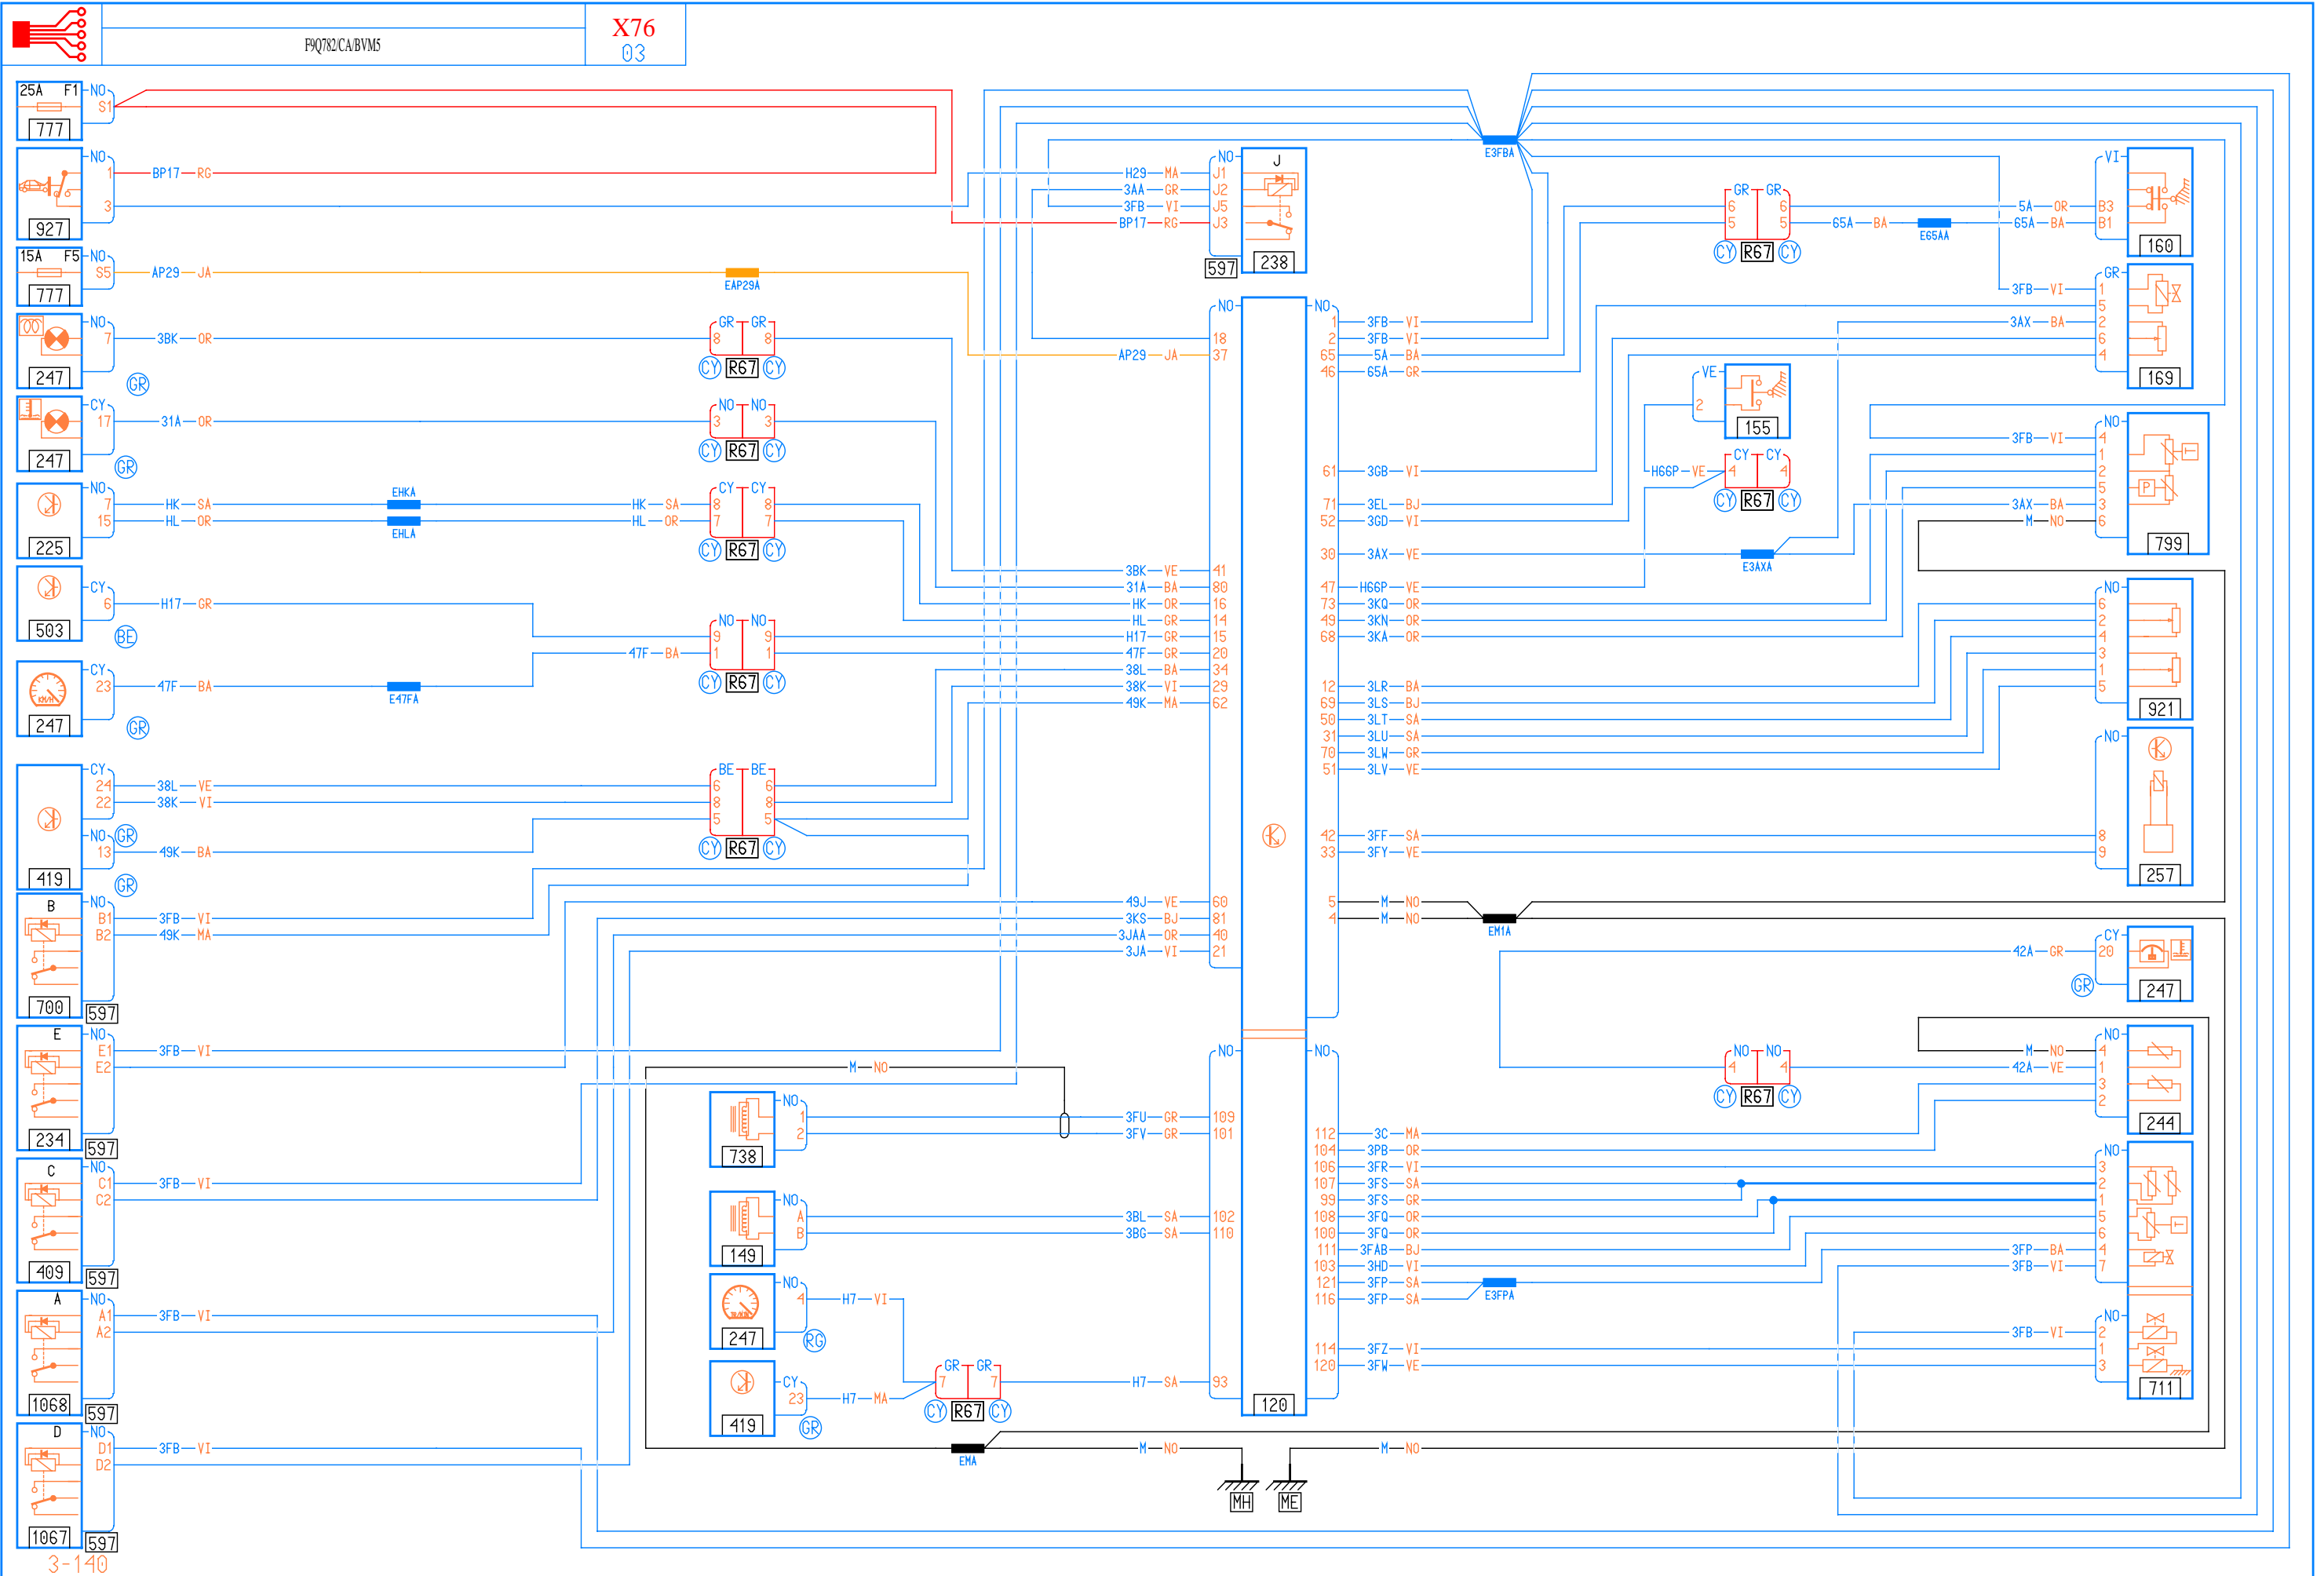 F9Q782/CA/BVM5
X76
03
25A F1 NO
S1
777
NO
1 BP17 RG
3
927
15A F5 NO
S5 AP29 JA
EAP29A
777
NO
7 3BK OR
247
GR
GR GR
8 8
CY R67 CY
CY
17 31A OR
247
GR
NO NO
3 3
CY R67 CY
NO
7 HK SA EHKA HK SA
15 HL OR EHLA HL OR
225
CY CY
8 8
7 7
CY R67 CY
CY
6 H17 GR
503
BE
NO NO
9 9
47F BA 1 1
CY R67 CY
CY
23 47F BA
E47FA
247
GR
CY
24 38L VE
22 38K VI
NO GR
13 49K BA
419
GR
BE BE
6 6
8 8
5 5
CY R67 CY
B NO
B1 3FB VI
B2 49K MA
700 597
E NO
E1 3FB VI
E2
234 597
C NO
C1 3FB VI
C2
409 597
A NO
A1 3FB VI
A2
1068 597
D NO
D1 3FB VI
D2
1067 597
3-140
M NO
NO
1
2
738
NO
A
B
149
NO
4 H7 VI
247
RG
CY
23 H7 MA
419
GR
GR GR
7 7
CY R67 CY
EMA
M NO
MH
ME
M NO
NO J
H29 MA J1
3AA GR J2
3FB VI J5
BP17 RG J3
597 238
NO
18
AP29 JA 37
3BK VE 41
31A BA 80
HK OR 16
HL GR 14
H17 GR 15
47F GR 20
38L BA 34
38K VI 29
49K MA 62
49J VE 60
3KS BJ 81
3JAA OR 40
3JA VI 21
NO
3FU GR 109
3FV GR 101
3BL SA 102
3BG SA 110
H7 SA 93
120
NO
1 3FB VI
2 3FB VI
65 5A BA
46 65A GR
61 3GB VI
71 3EL BJ
52 3GD VI
30 3AX VE
47 H66P VE
73 3KQ OR
49 3KN OR
68 3KA OR
12 3LR BA
69 3LS BJ
50 3LT SA
31 3LU SA
70 3LW GR
51 3LV VE
42 3FF SA
33 3FY VE
5 M NO
4 M NO
EM1A
NO
112 3C MA
104 3PB OR
106 3FR VI
107 3FS SA
99 3FS GR
108 3FQ OR
100 3FQ OR
111 3FAB BJ
103 3HD VI
121 3FP SA
116 3FP SA
E3FPA
114 3FZ VI
120 3FW VE
E3FBA
GR GR
6 6
5 5
CY R67 CY
65A BA
E65AA
VI
5A OR B3
65A BA B1
160
GR
3FB VI 1
5
3AX BA 2
6
4
169
VE
2
155
H66P VE
CY CY
4 4
CY R67 CY
E3AXA
NO
3FB VI 4
1
2
5
3AX BA 3
M NO 6
T
P
799
NO
6
2
4
3
1
5
921
NO
8
9
257
CY
42A GR 20
GR
247
NO NO
4 4
CY R67 CY
NO
M NO 4
42A VE 1
3
2
244
NO
3
2
1
5
6
3FP BA 4
3FB VI 7
T
NO
3FB VI 2
1
3
711